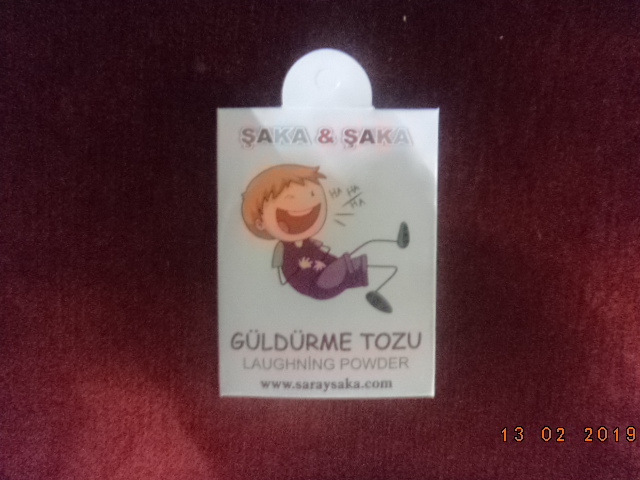 ŞAKA & ŞAKA
HA HA
HA
GÜLDÜRME TOZU
LAUGHNİNG POWDER
www.saraysaka.com
13 02 2019